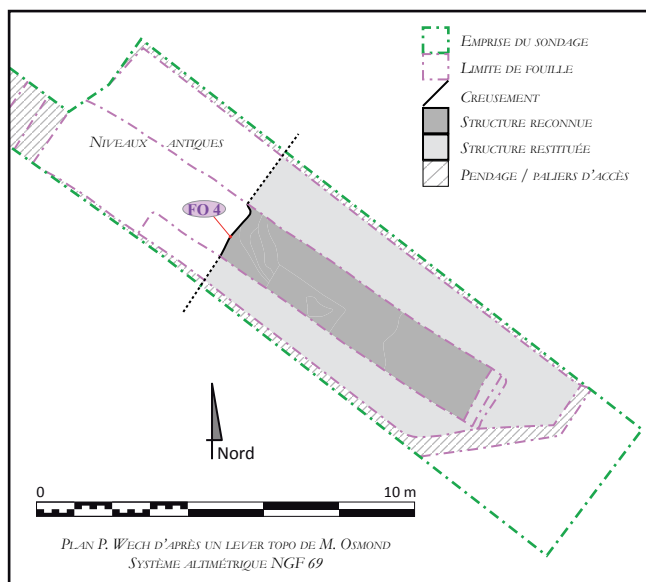 Emprise du sondage
Limite de fouille
Creusement
Structure reconnue
Structure restituée
Pendage / paliers d'accès
Niveaux antiques
FO 4
Nord
0 10 m
Plan P. Wech d'après un lever topo de M. Osmond
Système altimétrique NGF 69